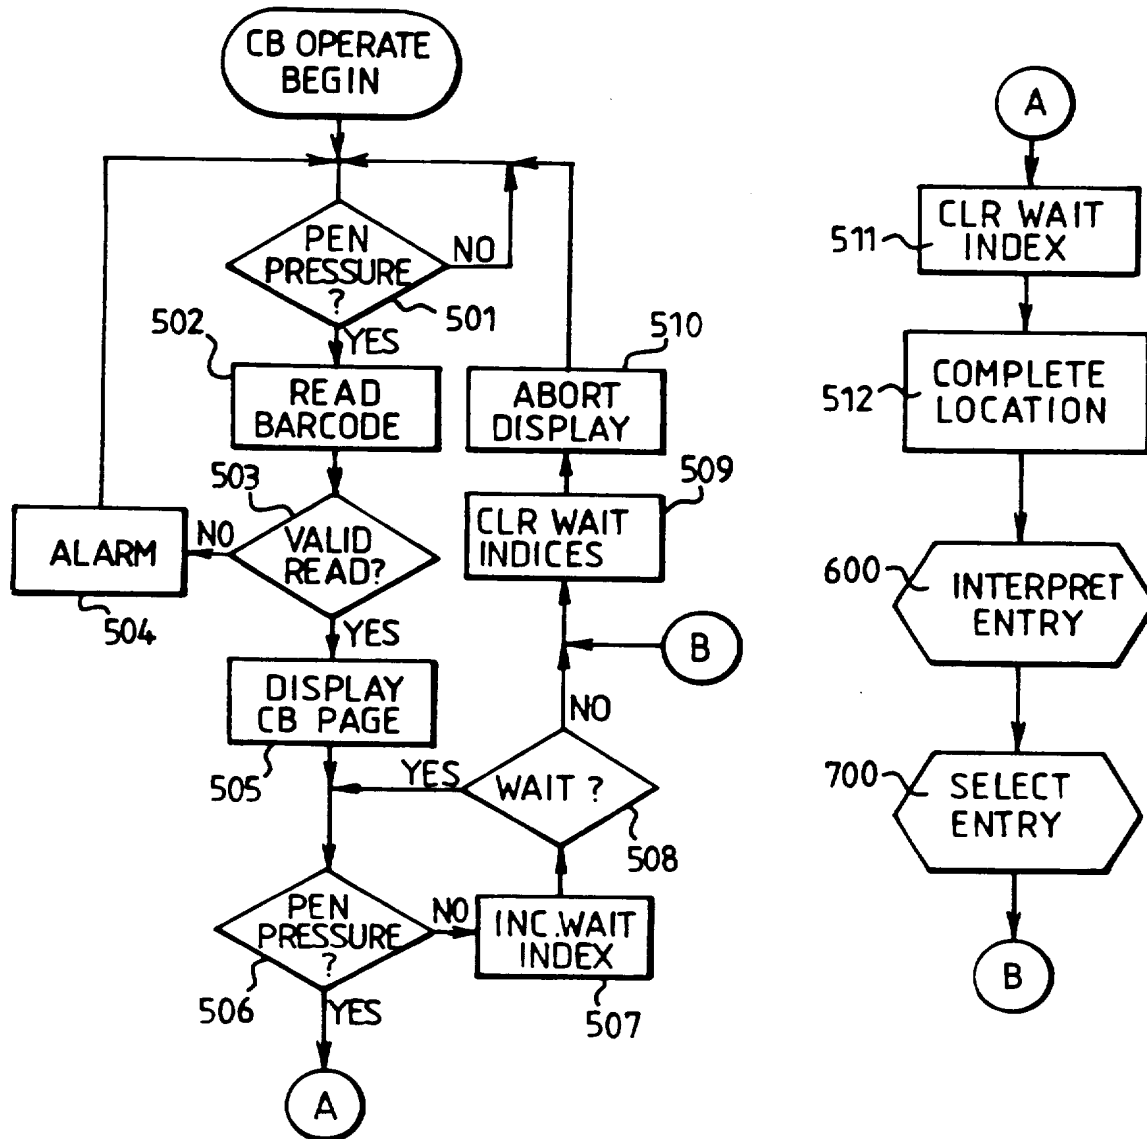 CB OPERATE
BEGIN
PEN
PRESSURE
?
NO
501
YES
502
READ
BARCODE
503
VALID
READ?
NO
ALARM
504
YES
DISPLAY
CB PAGE
505
PEN
PRESSURE
?
506
NO
YES
A
INC.WAIT
INDEX
507
WAIT ?
508
YES
NO
B
CLR WAIT
INDICES
509
ABORT
DISPLAY
510
A
CLR WAIT
INDEX
511
COMPLETE
LOCATION
512
INTERPRET
ENTRY
600
SELECT
ENTRY
700
B